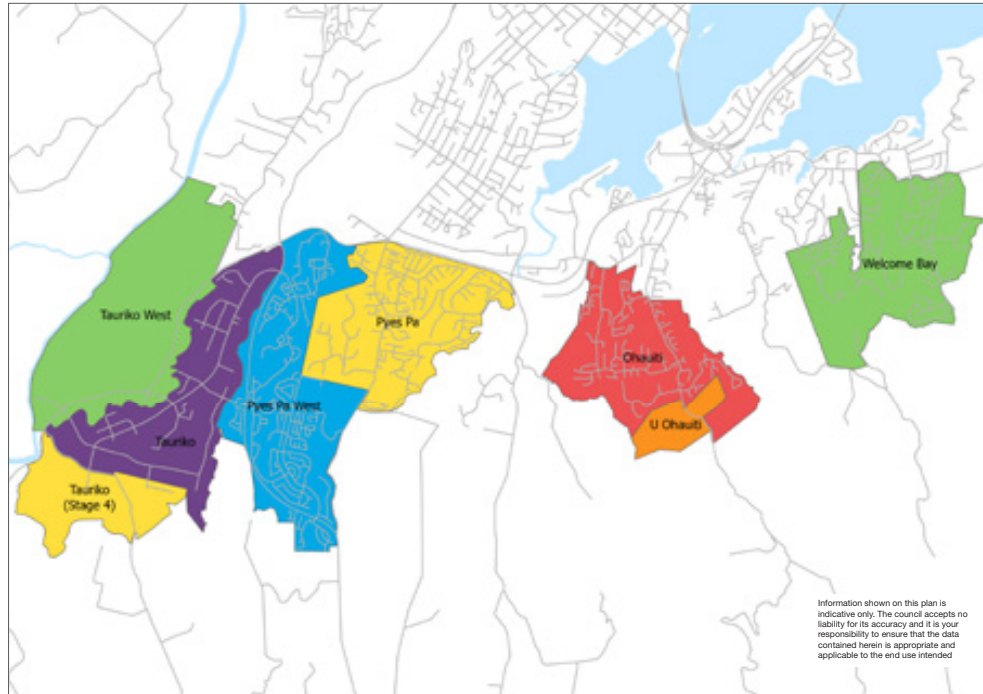 Welcome Bay
Tauriko West
Pyes Pa
Ohauiti
Pyes Pa West
U Ohauiti
Tauriko
Tauriko
(Stage 4)
Information shown on this plan is
indicative only. The council accepts no
liability for its accuracy and it is your
responsibility to ensure that the data
contained herein is appropriate and
applicable to the end use intended